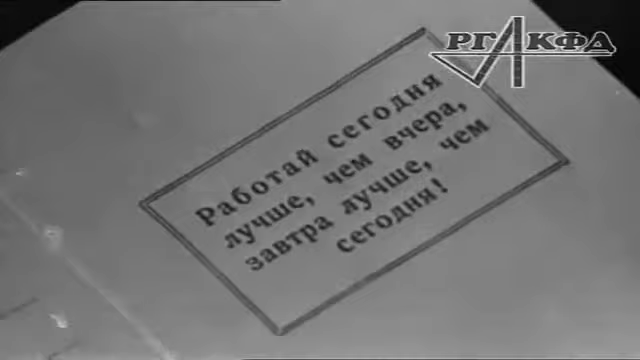 РГАКФД
Работай сегодня
лучше, чем вчера,
завтра лучше, чем
сегодня!